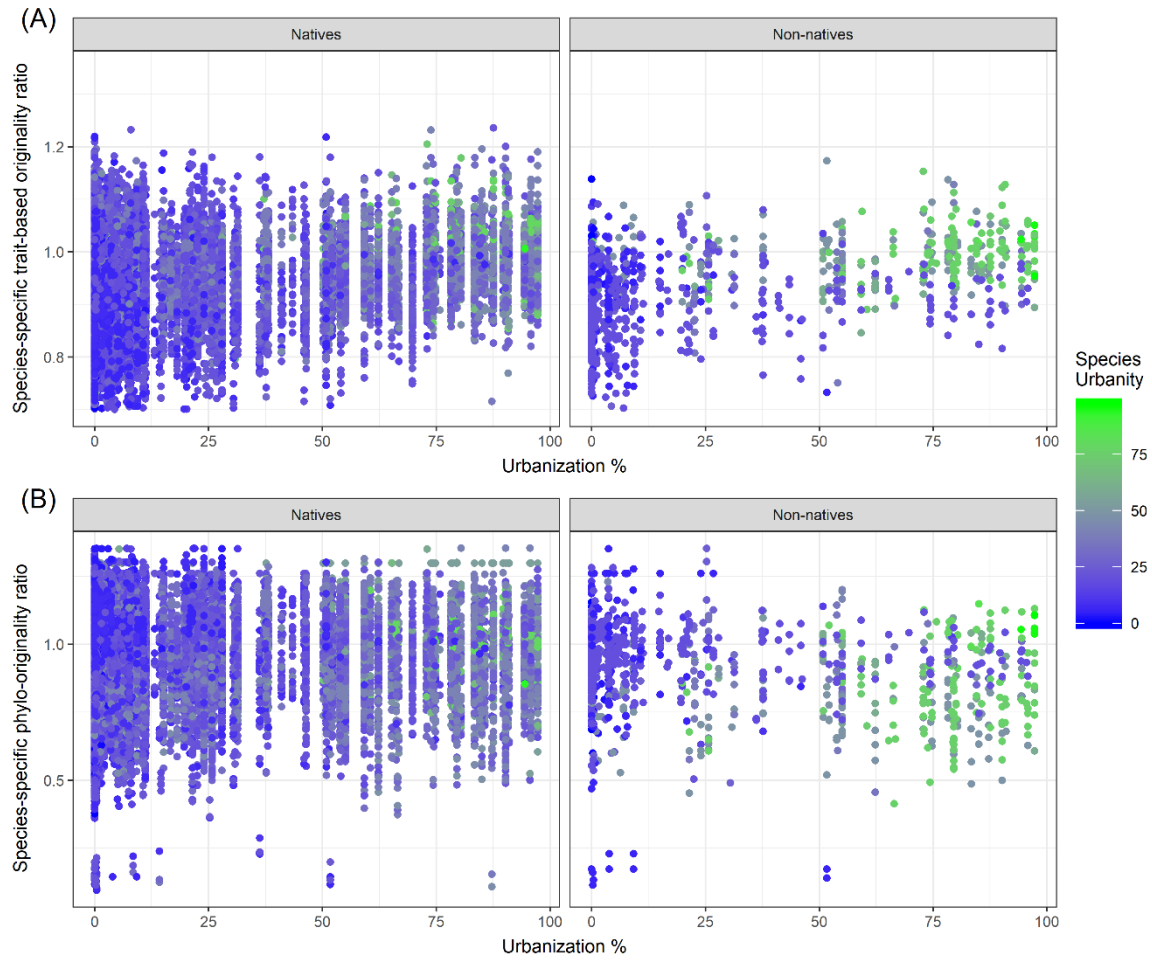 (A)
Natives
Non-natives
Species-specific trait-based originality ratio
1.2
1.0
0.8
0
25
50
75
100
0
25
50
75
100
Urbanization %
Urbanization %
Species
Urbanity
75
50
25
0
(B)
Natives
Non-natives
Species-specific phylo-originality ratio
1.0
0.5
0
25
50
75
100
0
25
50
75
100
Urbanization %
Urbanization %